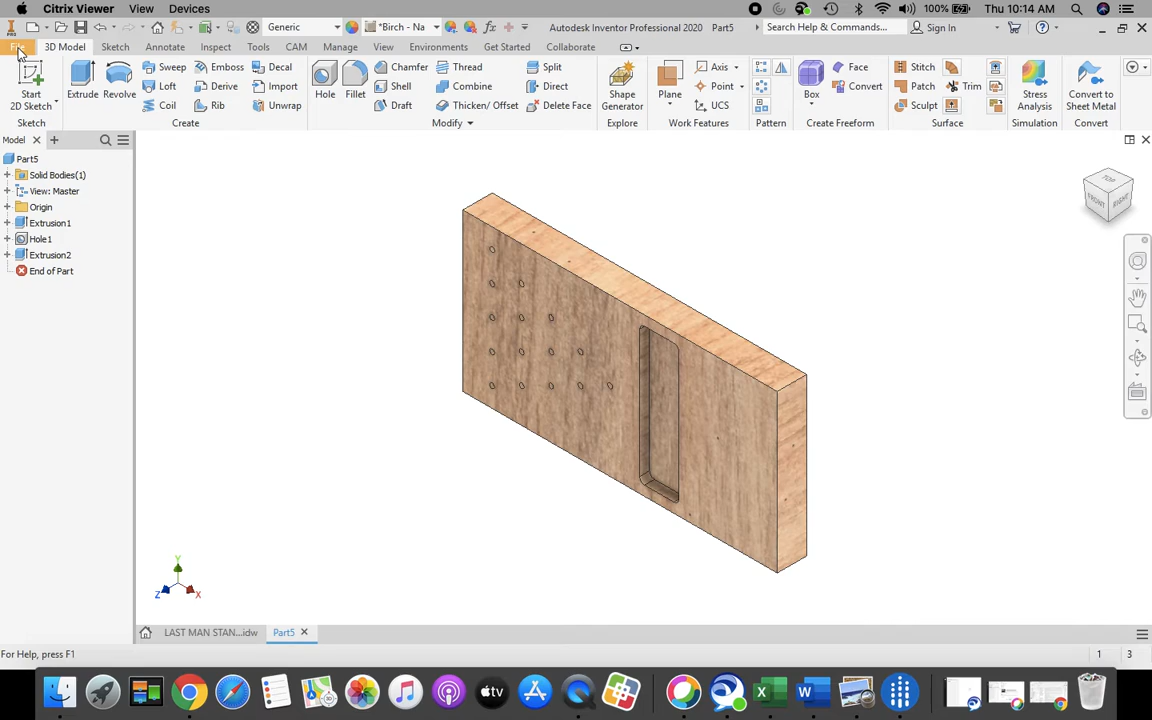 Citrix Viewer View Devices 100% Thu 10:14 AM
PRO Generic *Birch - Na Autodesk Inventor Professional 2020 Part5 Search Help & Commands... Sign In
File 3D Model Sketch Annotate Inspect Tools CAM Manage View Environments Get Started Collaborate
Start
2D Sketch
Sketch
Extrude Revolve Sweep Emboss Decal
Loft Derive Import
Coil Rib Unwrap
Create
Hole Fillet Chamfer Thread Split
Shell Combine Direct
Draft Thicken/ Offset Delete Face
Modify
Shape
Generator
Explore
Plane Axis
Point
UCS
Work Features
Pattern
Box Face
Convert
Create Freeform
Stitch
Patch Trim
Sculpt
Surface
Stress
Analysis
Simulation
Convert to
Sheet Metal
Convert
Model
Part5
Solid Bodies(1)
View: Master
Origin
Extrusion1
Hole1
Extrusion2
End of Part
TOP
FRONT
RIGHT
Y
Z
X
LAST MAN STAN...idw Part5
For Help, press F1 1 3
tv
X W